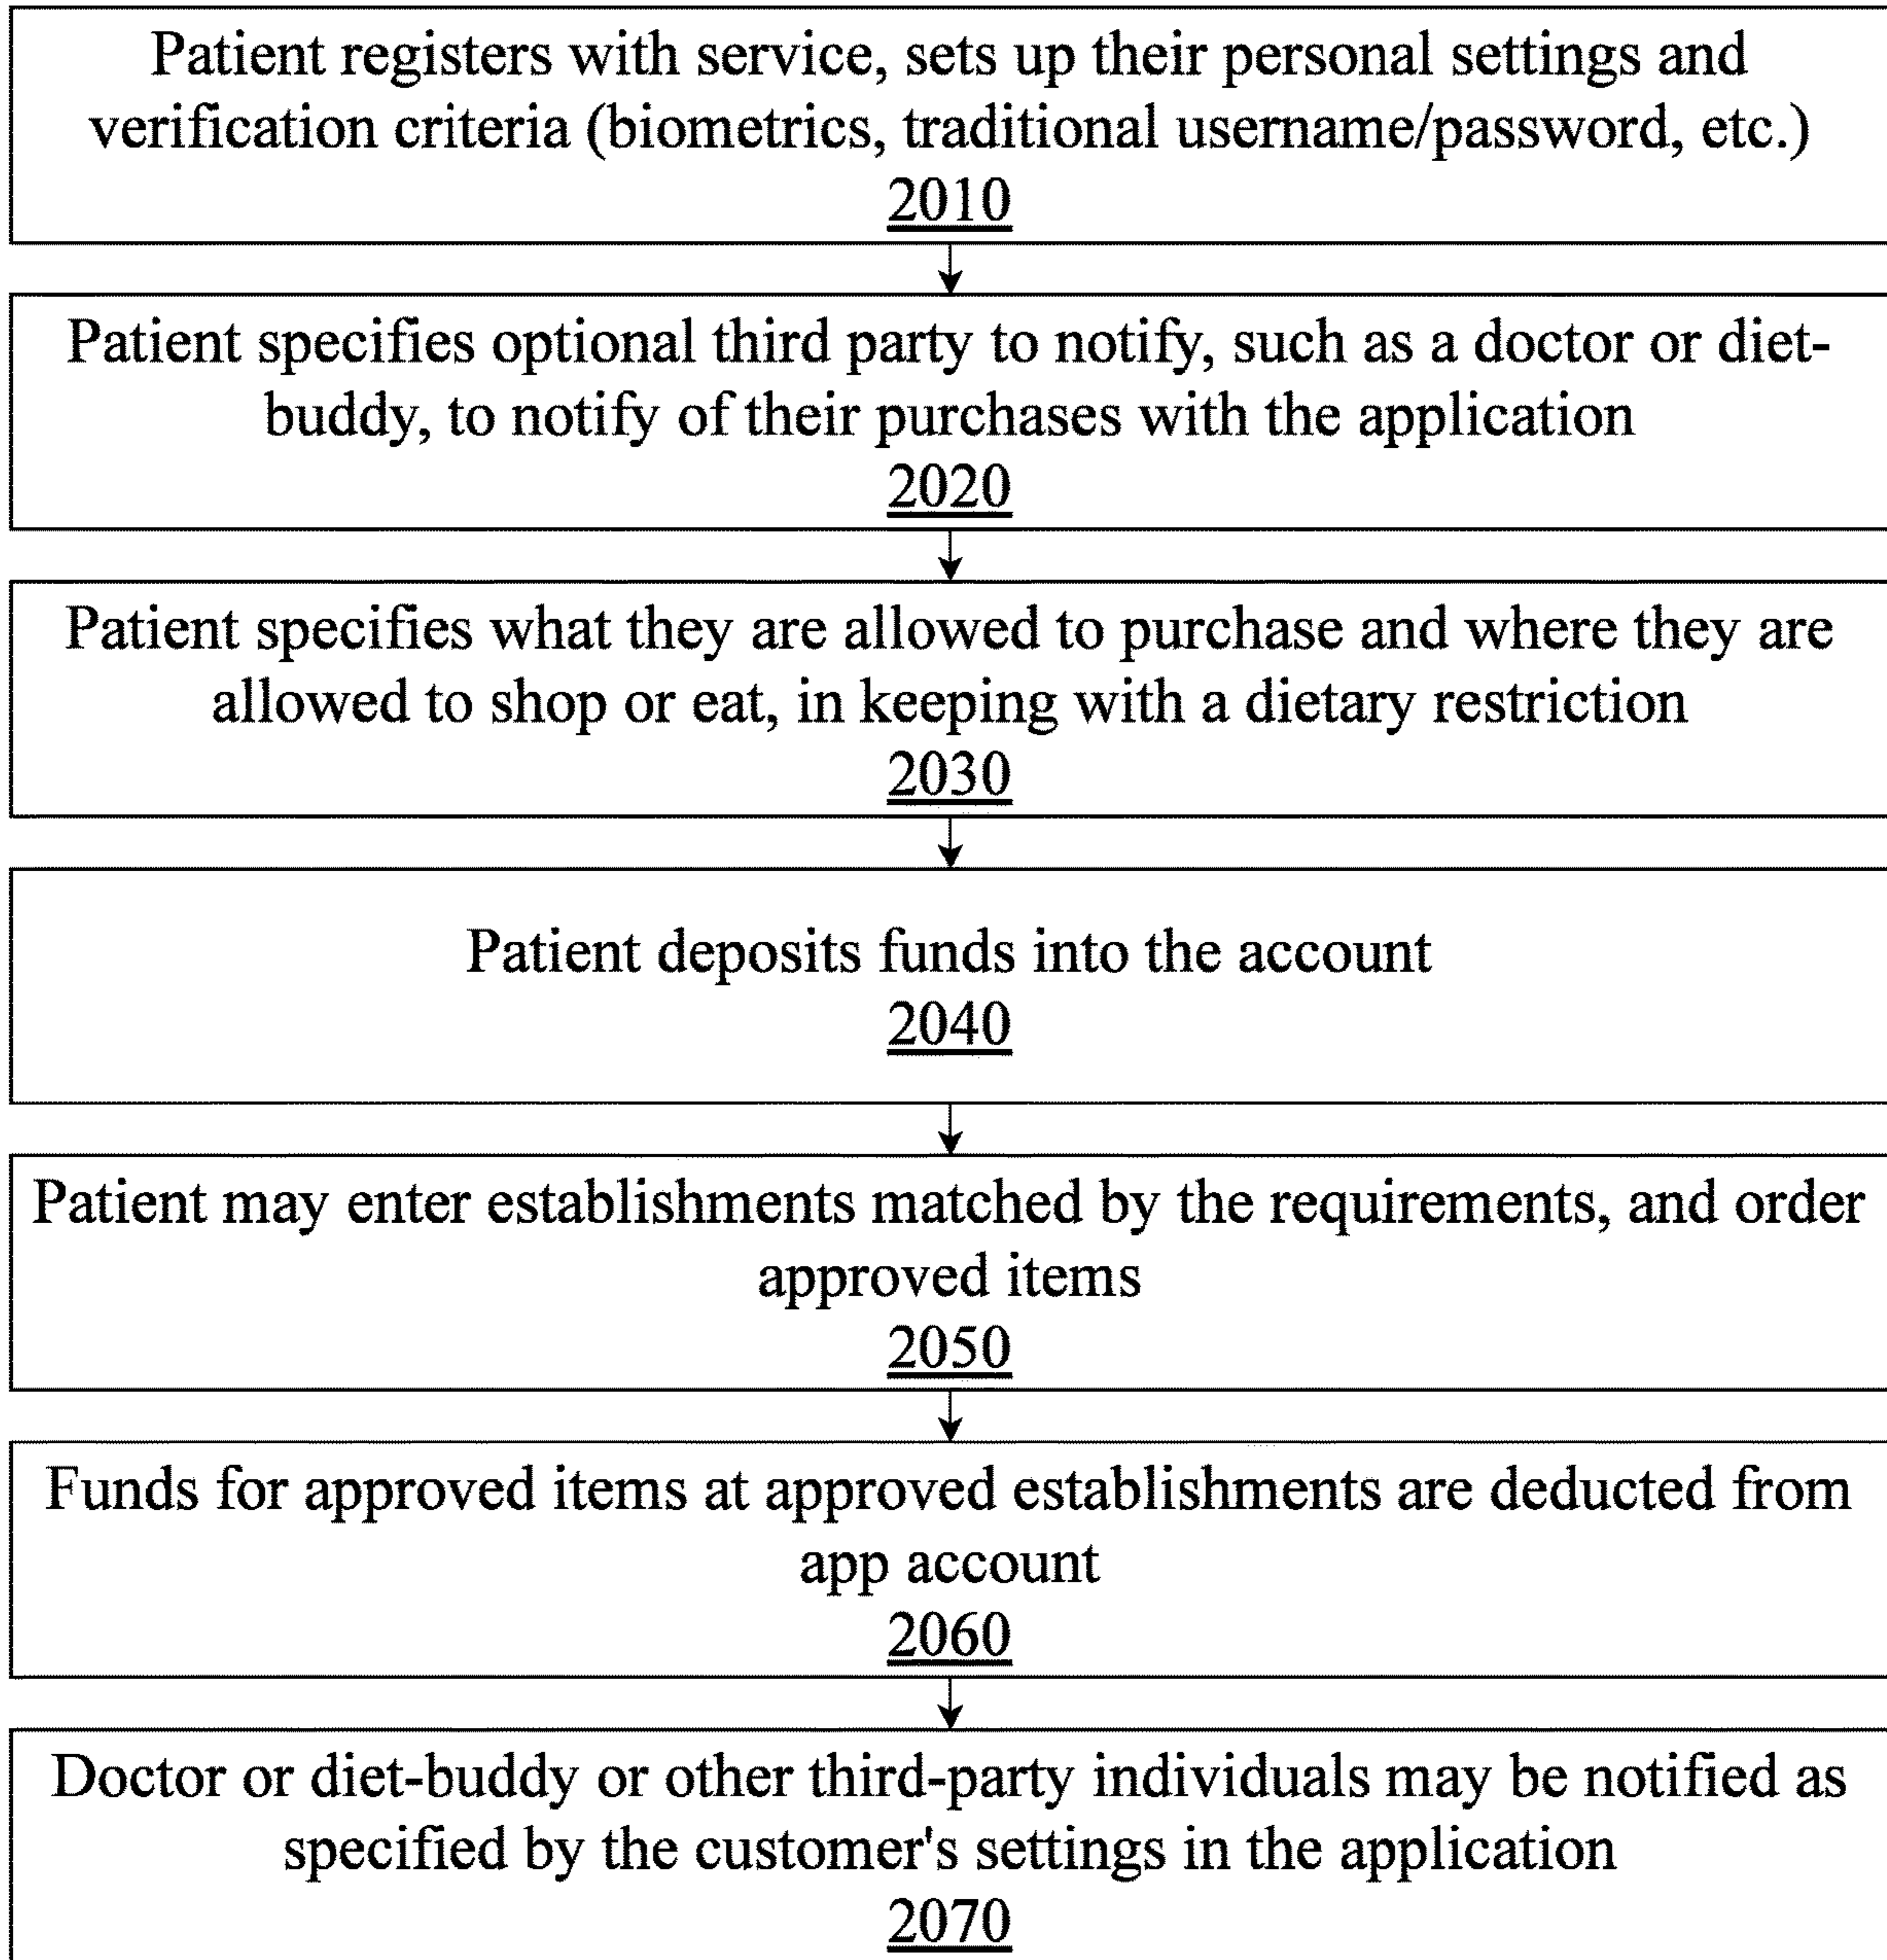 Patient registers with service, sets up their personal settings and
verification criteria (biometrics, traditional username/password, etc.)
2010
Patient specifies optional third party to notify, such as a doctor or diet-
buddy, to notify of their purchases with the application
2020
Patient specifies what they are allowed to purchase and where they are
allowed to shop or eat, in keeping with a dietary restriction
2030
Patient deposits funds into the account
2040
Patient may enter establishments matched by the requirements, and order
approved items
2050
Funds for approved items at approved establishments are deducted from
app account
2060
Doctor or diet-buddy or other third-party individuals may be notified as
specified by the customer's settings in the application
2070